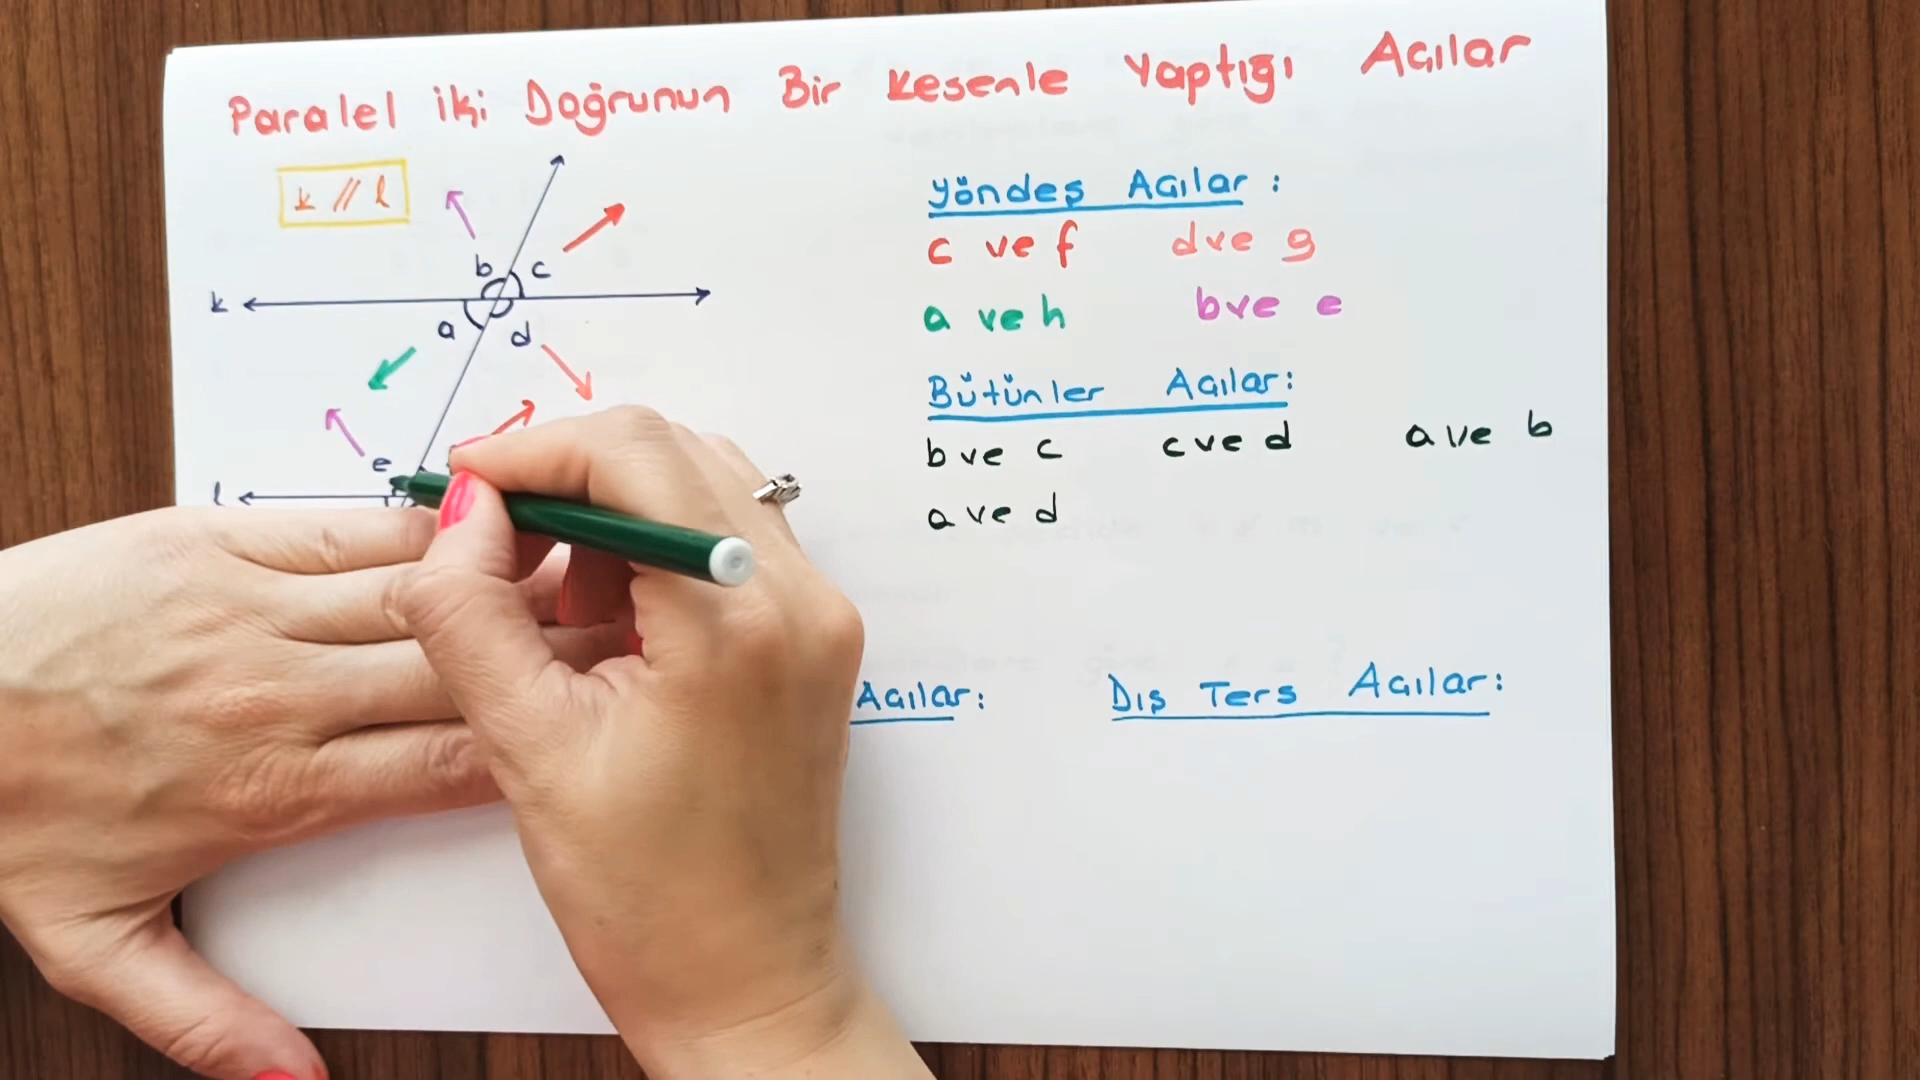 Paralel iki Doğrunun Bir Kesenle Yaptığı Açılar
k // l
b c
k
a d
e
l
Yöndeş Açılar :
c ve f d ve g
a ve h b ve e
Bütünler Açılar:
b ve c c ve d a ve b
a ve d
Açılar: Dış Ters Açılar: